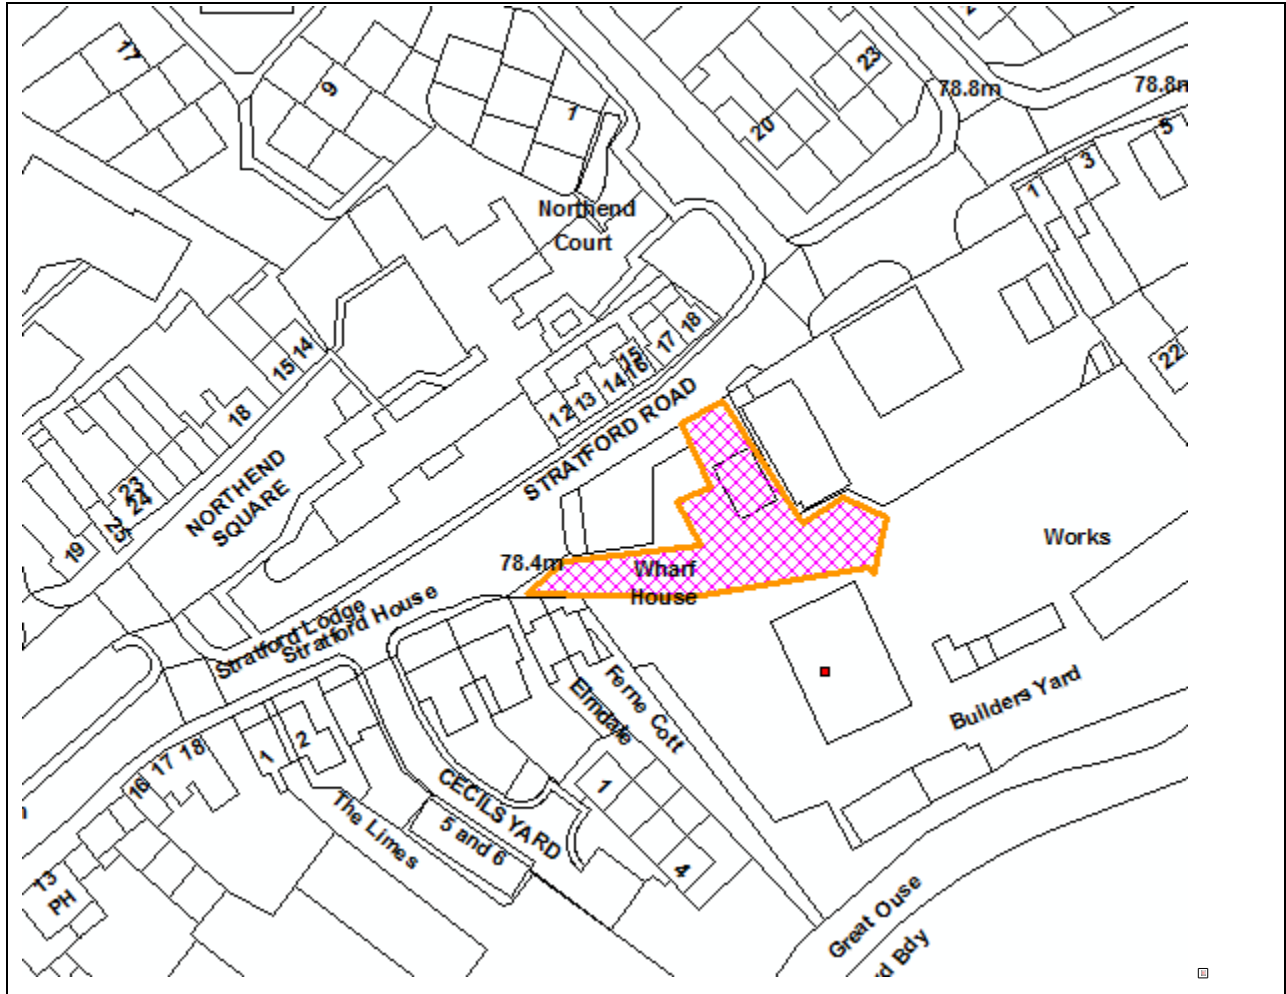 17
9
1
20
23
78.8m
78.8m
5
3
1
22
Northend
Court
18
17
15
16
14
13
12
STRATFORD ROAD
14
15
18
23
24
25
19
NORTHEND
SQUARE
78.4m
Wharf
House
Works
Stratford Lodge
Stratford House
Ferne Cott
Elmdale
Builders Yard
1
2
18
17
16
The Limes
CECILS YARD
5 and 6
1
4
13
PH
Great Ouse
Bdy